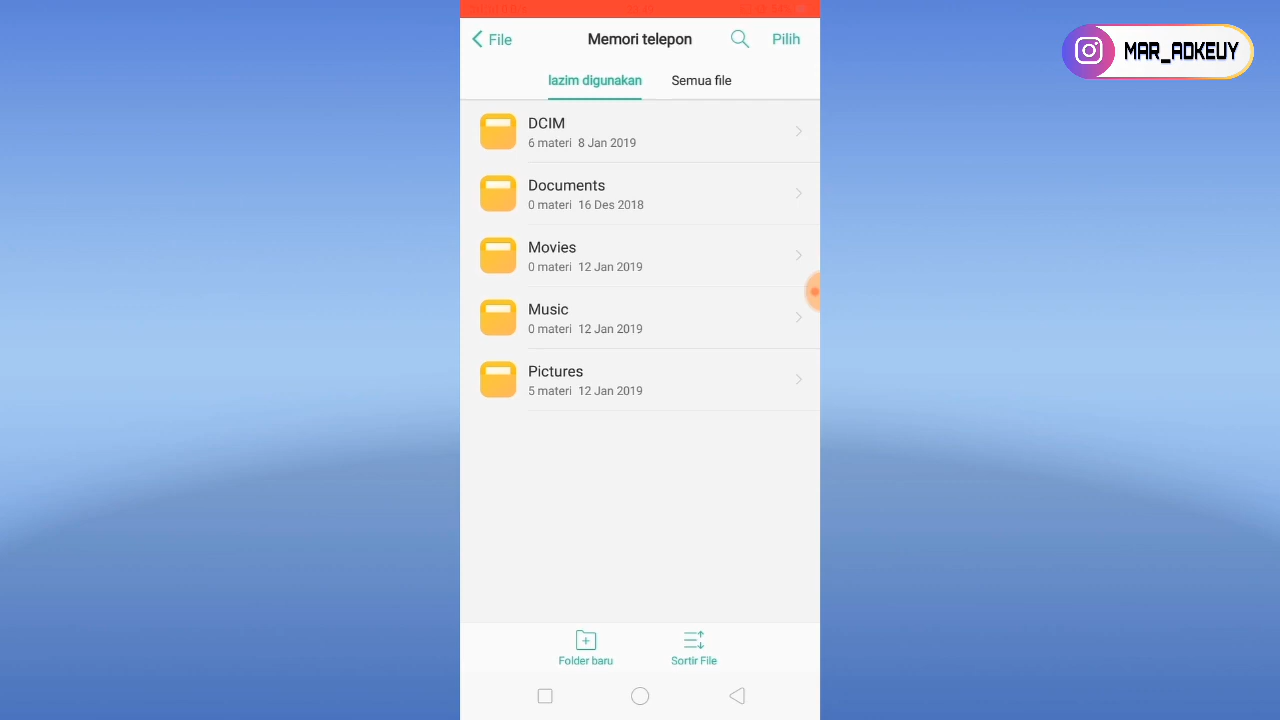 MAR_ADKEUY
File
Memori telepon
Pilih
lazim digunakan
Semua file
DCIM
6 materi 8 Jan 2019
Documents
0 materi 16 Des 2018
Movies
0 materi 12 Jan 2019
Music
0 materi 12 Jan 2019
Pictures
5 materi 12 Jan 2019
Folder baru
Sortir File